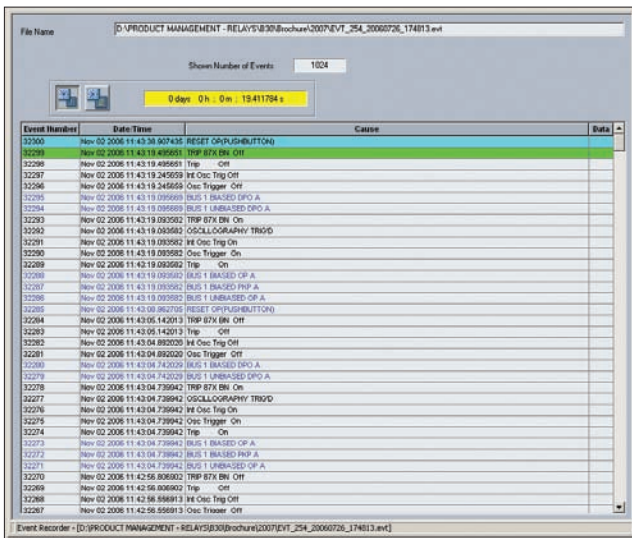 File Name D:\PRODUCT MANAGEMENT - RELAYS\B30\Brochure\2007\EVT_254_20060726_174813.evt
Shown Number of Events 1024
0 days 0 h : 0 m : 19.411784 s
Event Number Date/Time Cause Data
32300 Nov 02 2006 11:43:38.907435 RESET OP(PUSHBUTTON)
32299 Nov 02 2006 11:43:19.495651 TRIP 87X BN Off
32298 Nov 02 2006 11:43:19.495651 Trip Off
32297 Nov 02 2006 11:43:19.245659 Int Osc Trig Off
32296 Nov 02 2006 11:43:19.245659 Osc Trigger Off
32295 Nov 02 2006 11:43:19.095669 BUS 1 BIASED DPO A
32294 Nov 02 2006 11:43:19.095669 BUS 1 UNBIASED DPO A
32293 Nov 02 2006 11:43:19.093582 TRIP 87X BN On
32292 Nov 02 2006 11:43:19.093582 OSCILLOGRAPHY TRIG'D
32291 Nov 02 2006 11:43:19.093582 Int Osc Trig On
32290 Nov 02 2006 11:43:19.093582 Osc Trigger On
32289 Nov 02 2006 11:43:19.093582 Trip On
32288 Nov 02 2006 11:43:19.093582 BUS 1 BIASED OP A
32287 Nov 02 2006 11:43:19.093582 BUS 1 BIASED PKP A
32286 Nov 02 2006 11:43:19.093582 BUS 1 UNBIASED OP A
32285 Nov 02 2006 11:43:08.962705 RESET OP(PUSHBUTTON)
32284 Nov 02 2006 11:43:05.142013 TRIP 87X BN Off
32283 Nov 02 2006 11:43:05.142013 Trip Off
32282 Nov 02 2006 11:43:04.892020 Int Osc Trig Off
32281 Nov 02 2006 11:43:04.892020 Osc Trigger Off
32280 Nov 02 2006 11:43:04.742029 BUS 1 BIASED DPO A
32279 Nov 02 2006 11:43:04.742029 BUS 1 UNBIASED DPO A
32278 Nov 02 2006 11:43:04.739942 TRIP 87X BN On
32277 Nov 02 2006 11:43:04.739942 OSCILLOGRAPHY TRIG'D
32276 Nov 02 2006 11:43:04.739942 Int Osc Trig On
32275 Nov 02 2006 11:43:04.739942 Osc Trigger On
32274 Nov 02 2006 11:43:04.739942 Trip On
32273 Nov 02 2006 11:43:04.739942 BUS 1 BIASED OP A
32272 Nov 02 2006 11:43:04.739942 BUS 1 BIASED PKP A
32271 Nov 02 2006 11:43:04.739942 BUS 1 UNBIASED OP A
32270 Nov 02 2006 11:42:56.806902 TRIP 87X BN Off
32269 Nov 02 2006 11:42:56.806902 Trip Off
32268 Nov 02 2006 11:42:56.556913 Int Osc Trig Off
32267 Nov 02 2006 11:42:56.556913 Osc Trigger Off
Event Recorder - [D:\PRODUCT MANAGEMENT - RELAYS\B30\Brochure\2007\EVT_254_20060726_174813.evt]